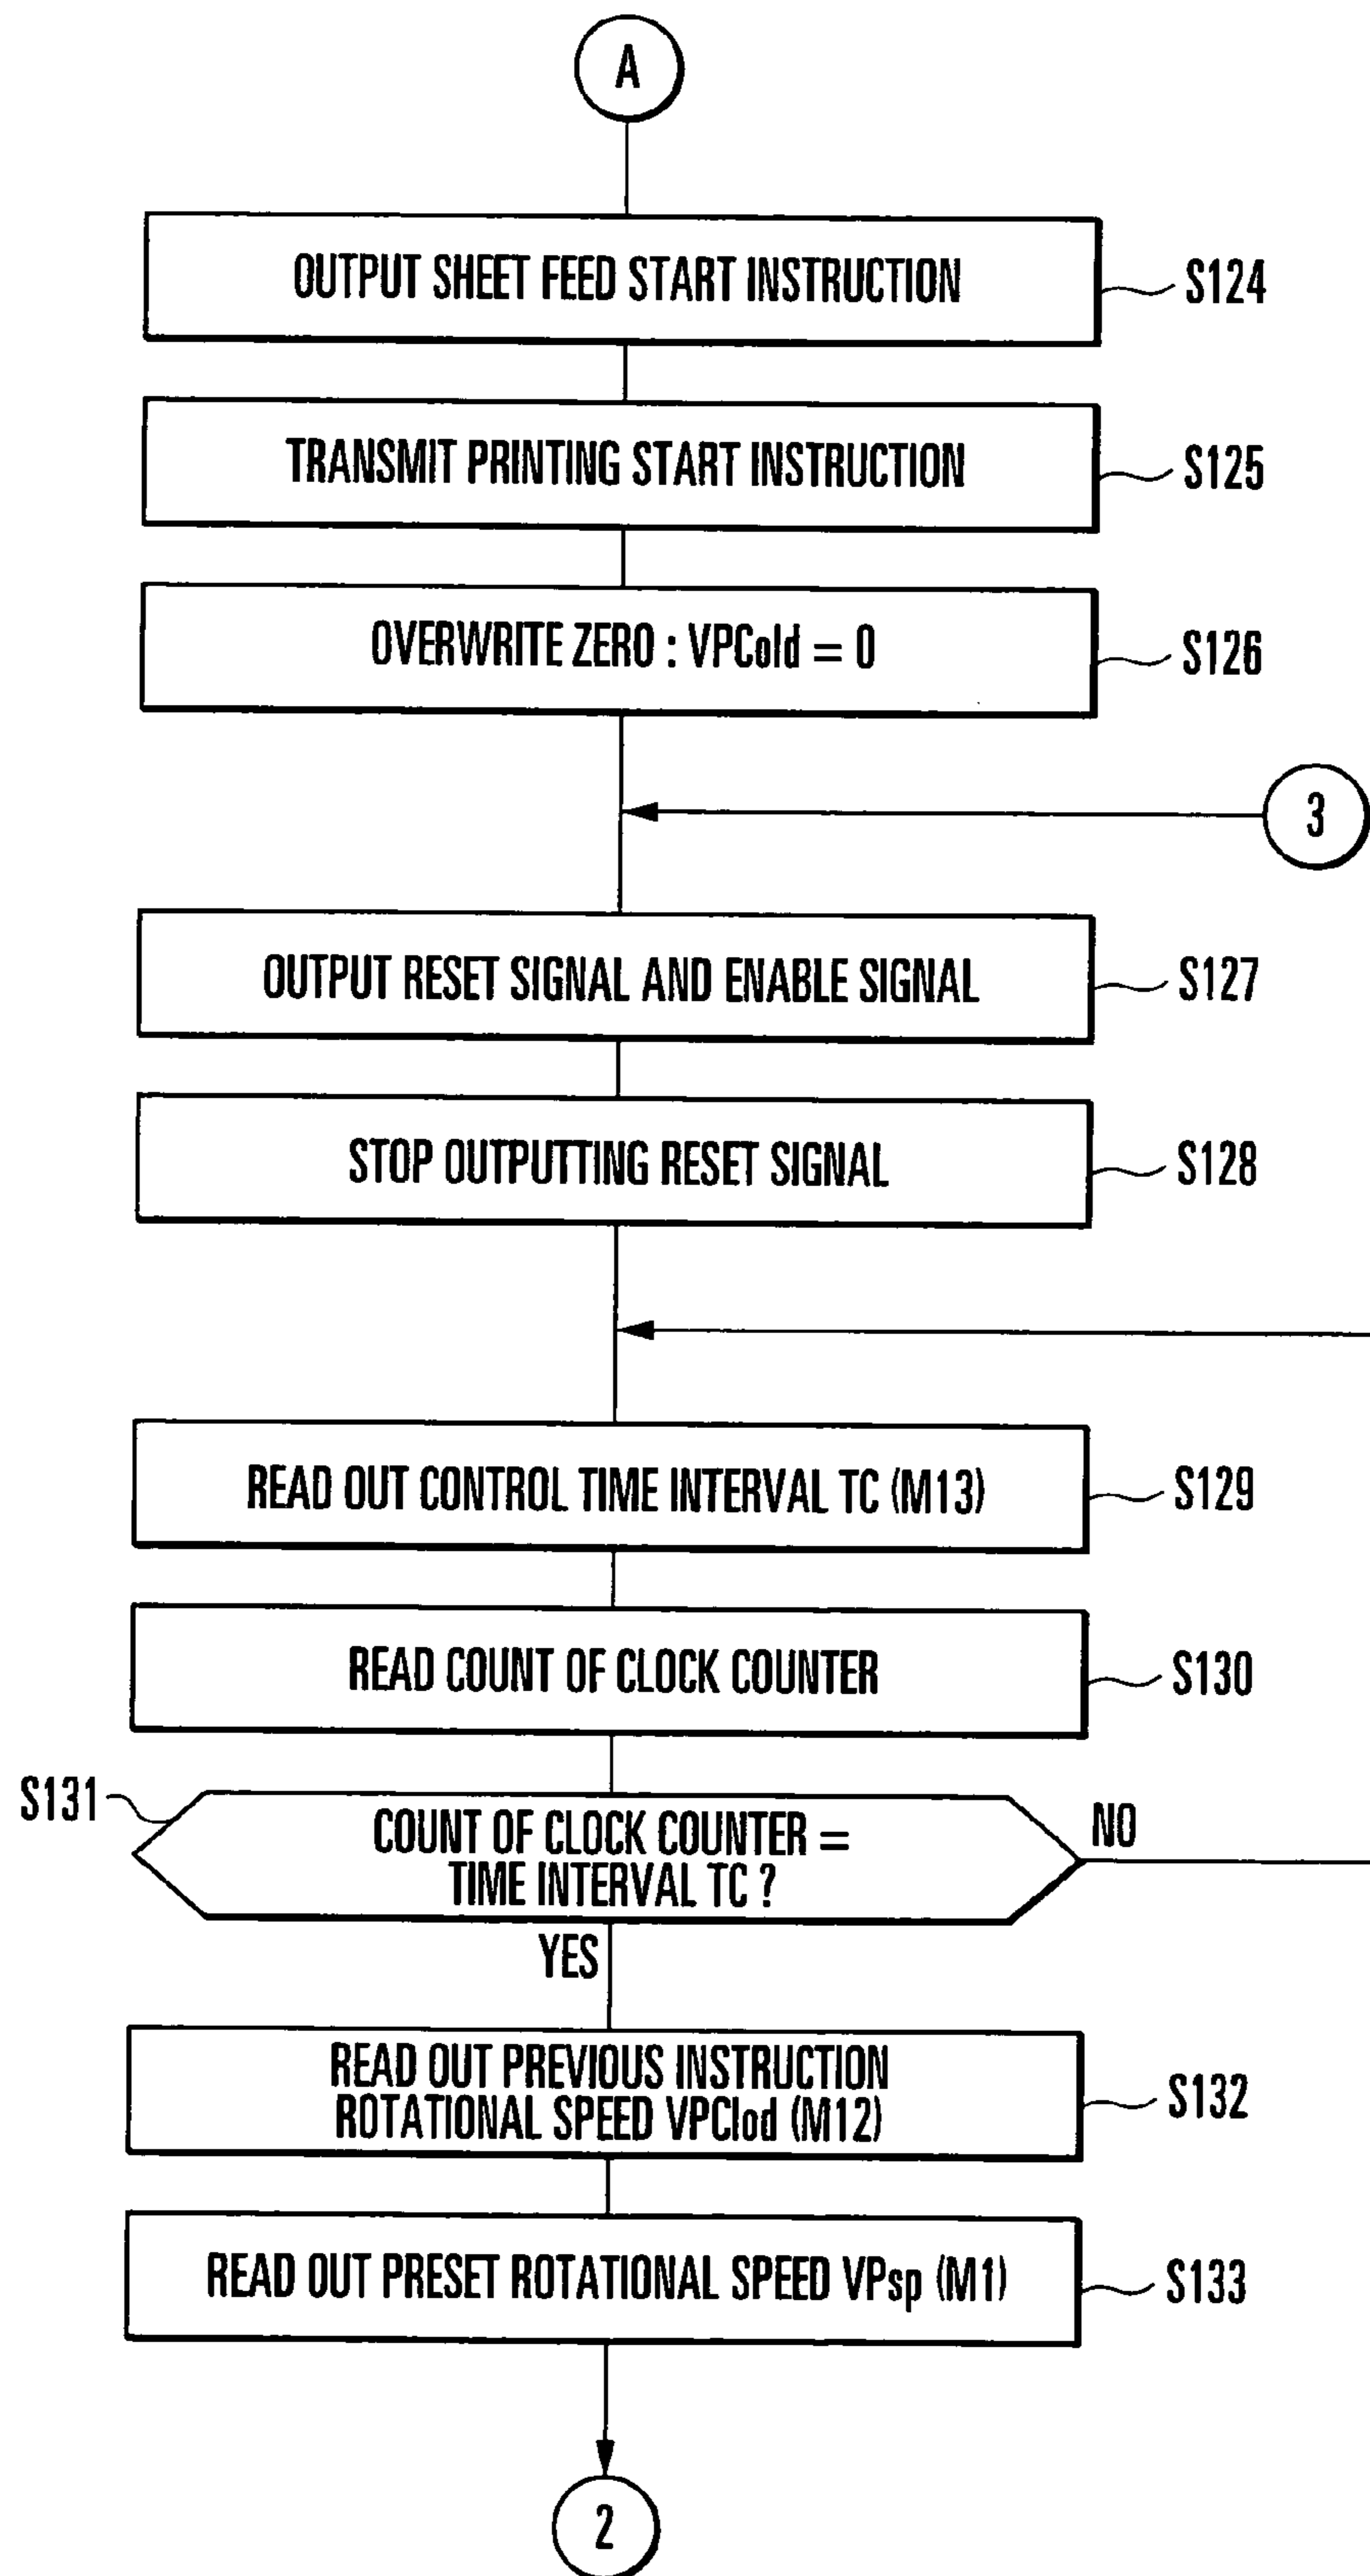 A
OUTPUT SHEET FEED START INSTRUCTION
S124
TRANSMIT PRINTING START INSTRUCTION
S125
OVERWRITE ZERO : VPCold = 0
S126
3
OUTPUT RESET SIGNAL AND ENABLE SIGNAL
S127
STOP OUTPUTTING RESET SIGNAL
S128
READ OUT CONTROL TIME INTERVAL TC (M13)
S129
READ COUNT OF CLOCK COUNTER
S130
S131
COUNT OF CLOCK COUNTER =
TIME INTERVAL TC ?
NO
YES
READ OUT PREVIOUS INSTRUCTION
ROTATIONAL SPEED VPClod (M12)
S132
READ OUT PRESET ROTATIONAL SPEED VPsp (M1)
S133
2